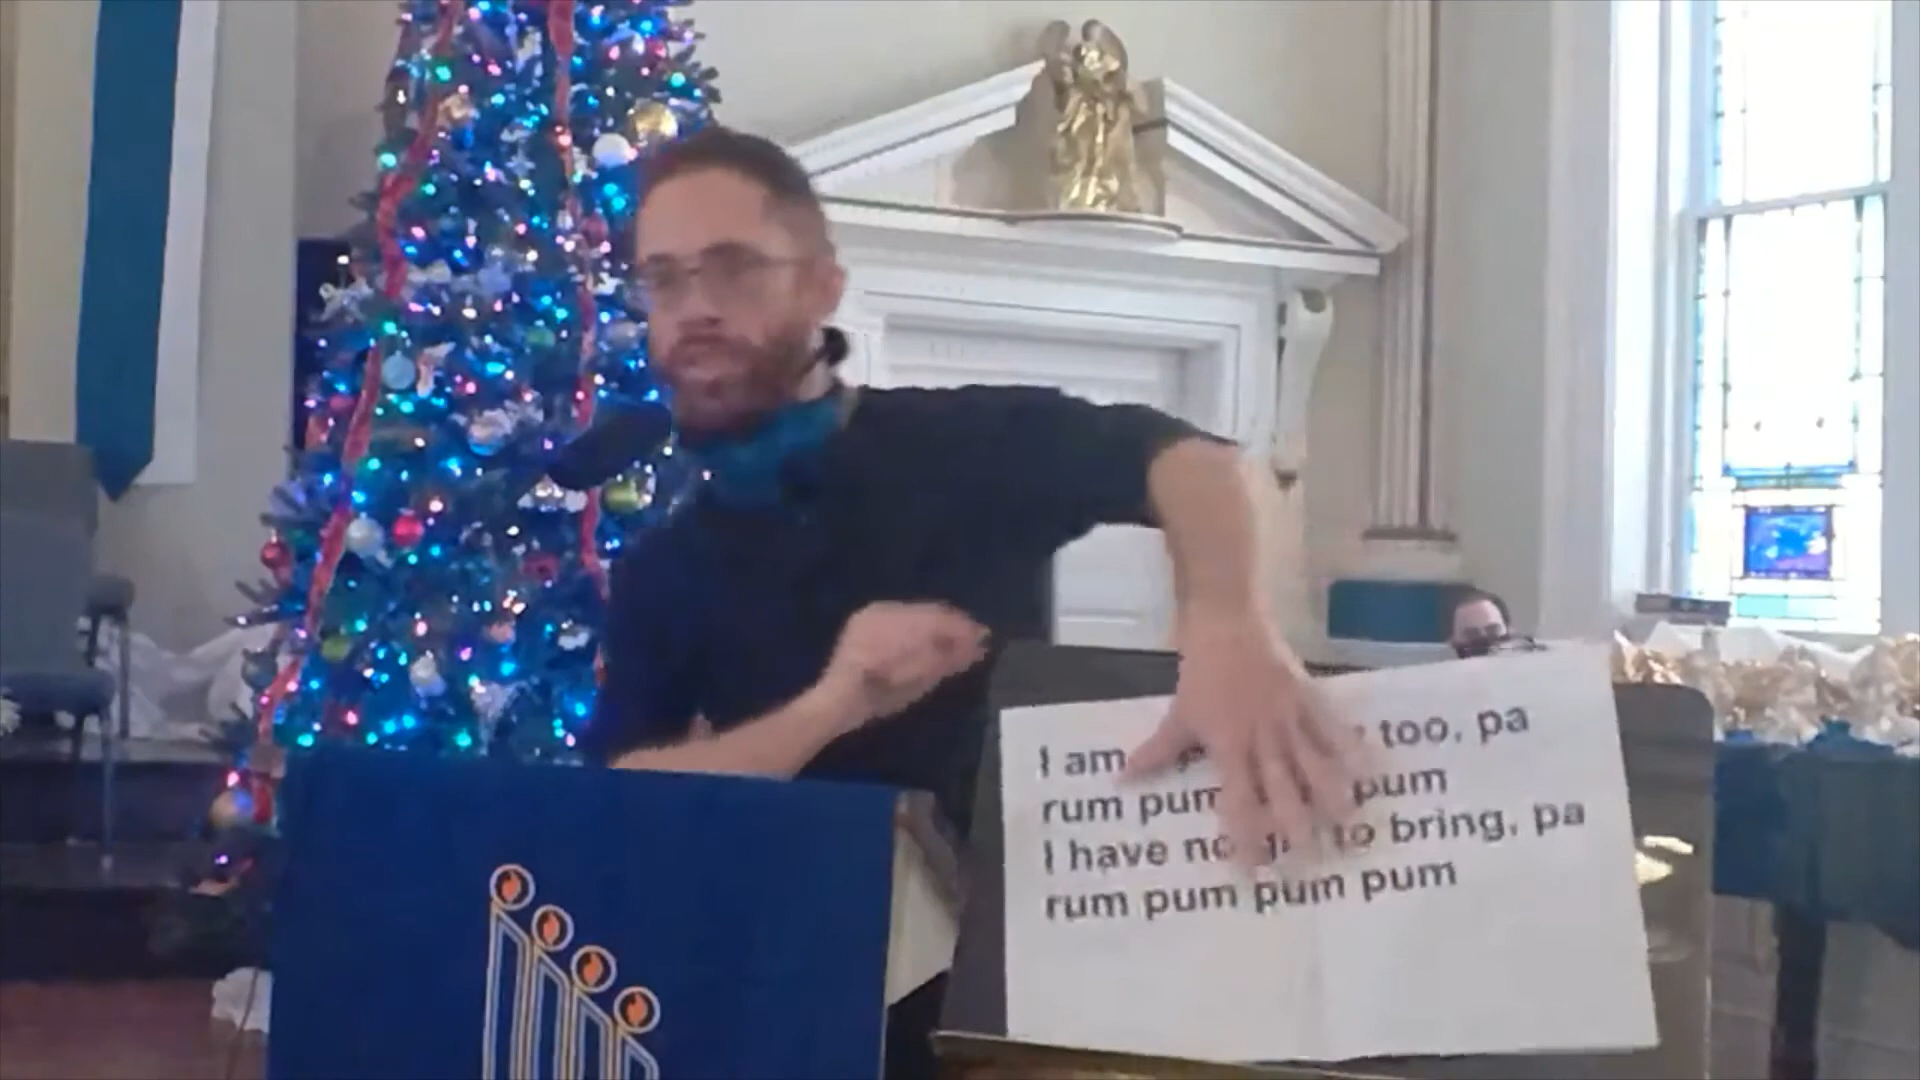 I am too, pa
rum pum pum
I have no to bring, pa
rum pum pum pum